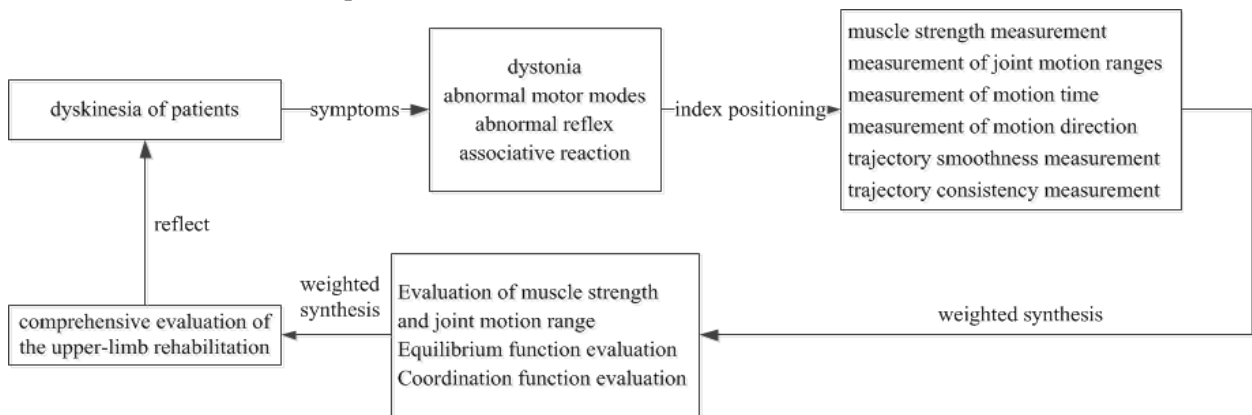 dyskinesia of patients
symptoms
dystonia
abnormal motor modes
abnormal reflex
associative reaction
index positioning
muscle strength measurement
measurement of joint motion ranges
measurement of motion time
measurement of motion direction
trajectory smoothness measurement
trajectory consistency measurement
weighted synthesis
Evaluation of muscle strength
and joint motion range
Equilibrium function evaluation
Coordination function evaluation
weighted
synthesis
comprehensive evaluation of
the upper-limb rehabilitation
reflect